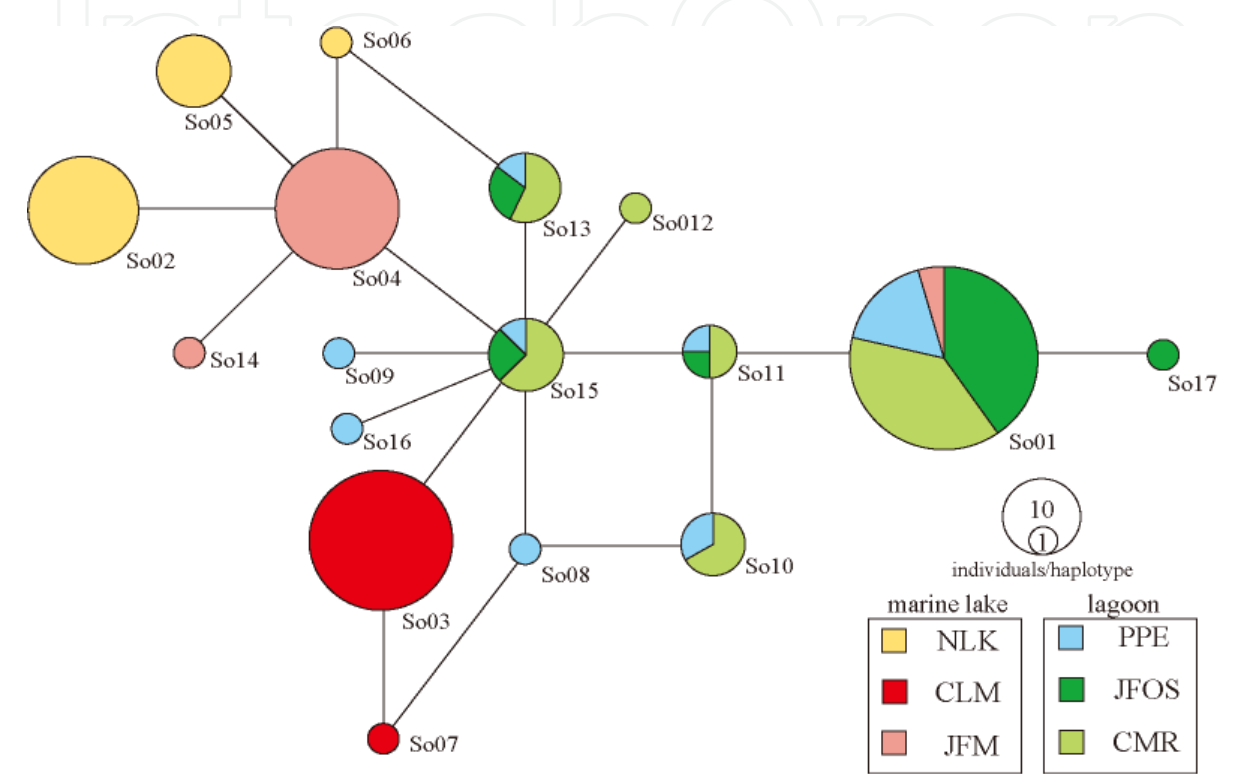 So06
So05
So13
So012
So02
So04
So14
So09
So15
So11
So17
So16
So01
10
1
individuals/haplotype
So08
So10
So03
So07
marine lake
NLK
CLM
JFM
lagoon
PPE
JFOS
CMR